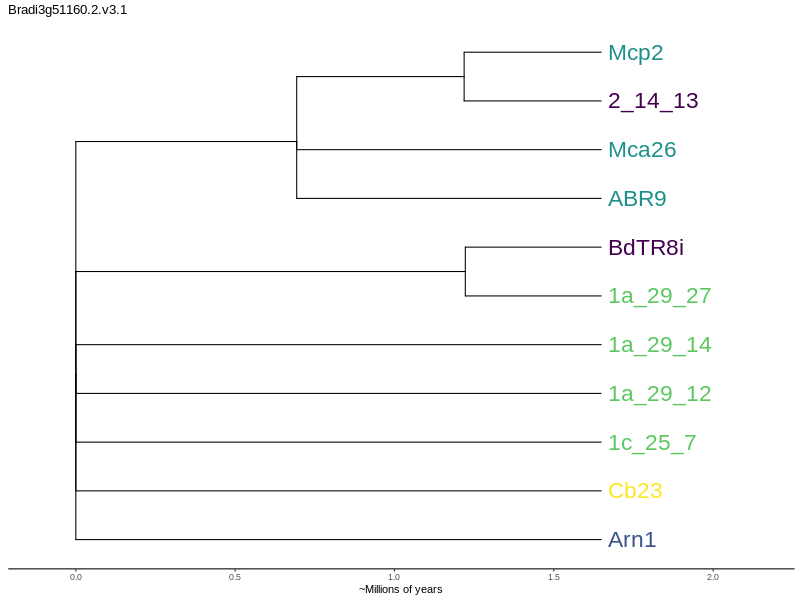 Bradi3g51160.2.v3.1
Mcp2
2_14_13
Mca26
ABR9
BdTR8i
1a_29_27
1a_29_14
1a_29_12
1c_25_7
Cb23
Arn1
0.0 0.5 1.0 1.5 2.0
~Millions of years